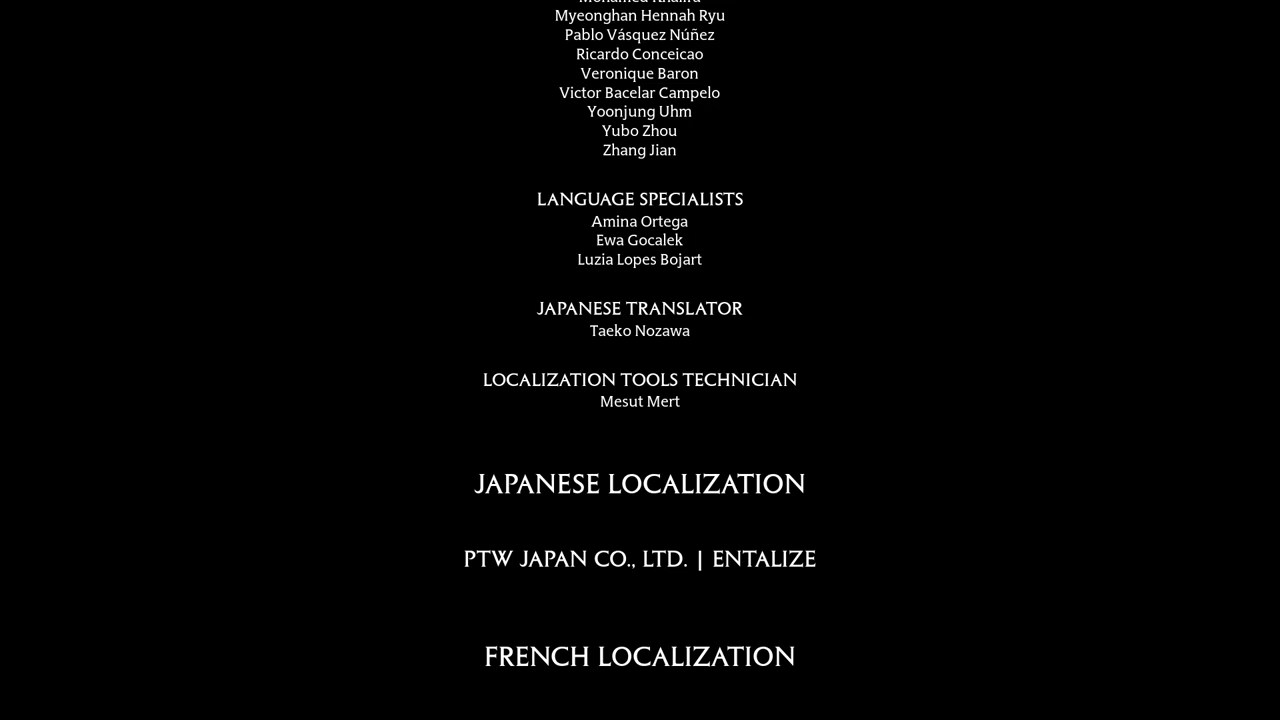 Myeonghan Hennah Ryu
Pablo Vásquez Núñez
Ricardo Conceicao
Veronique Baron
Victor Bacelar Campelo
Yoonjung Uhm
Yubo Zhou
Zhang Jian
LANGUAGE SPECIALISTS
Amina Ortega
Ewa Gocalek
Luzia Lopes Bojart
JAPANESE TRANSLATOR
Taeko Nozawa
LOCALIZATION TOOLS TECHNICIAN
Mesut Mert
JAPANESE LOCALIZATION
PTW JAPAN CO., LTD. | ENTALIZE
FRENCH LOCALIZATION